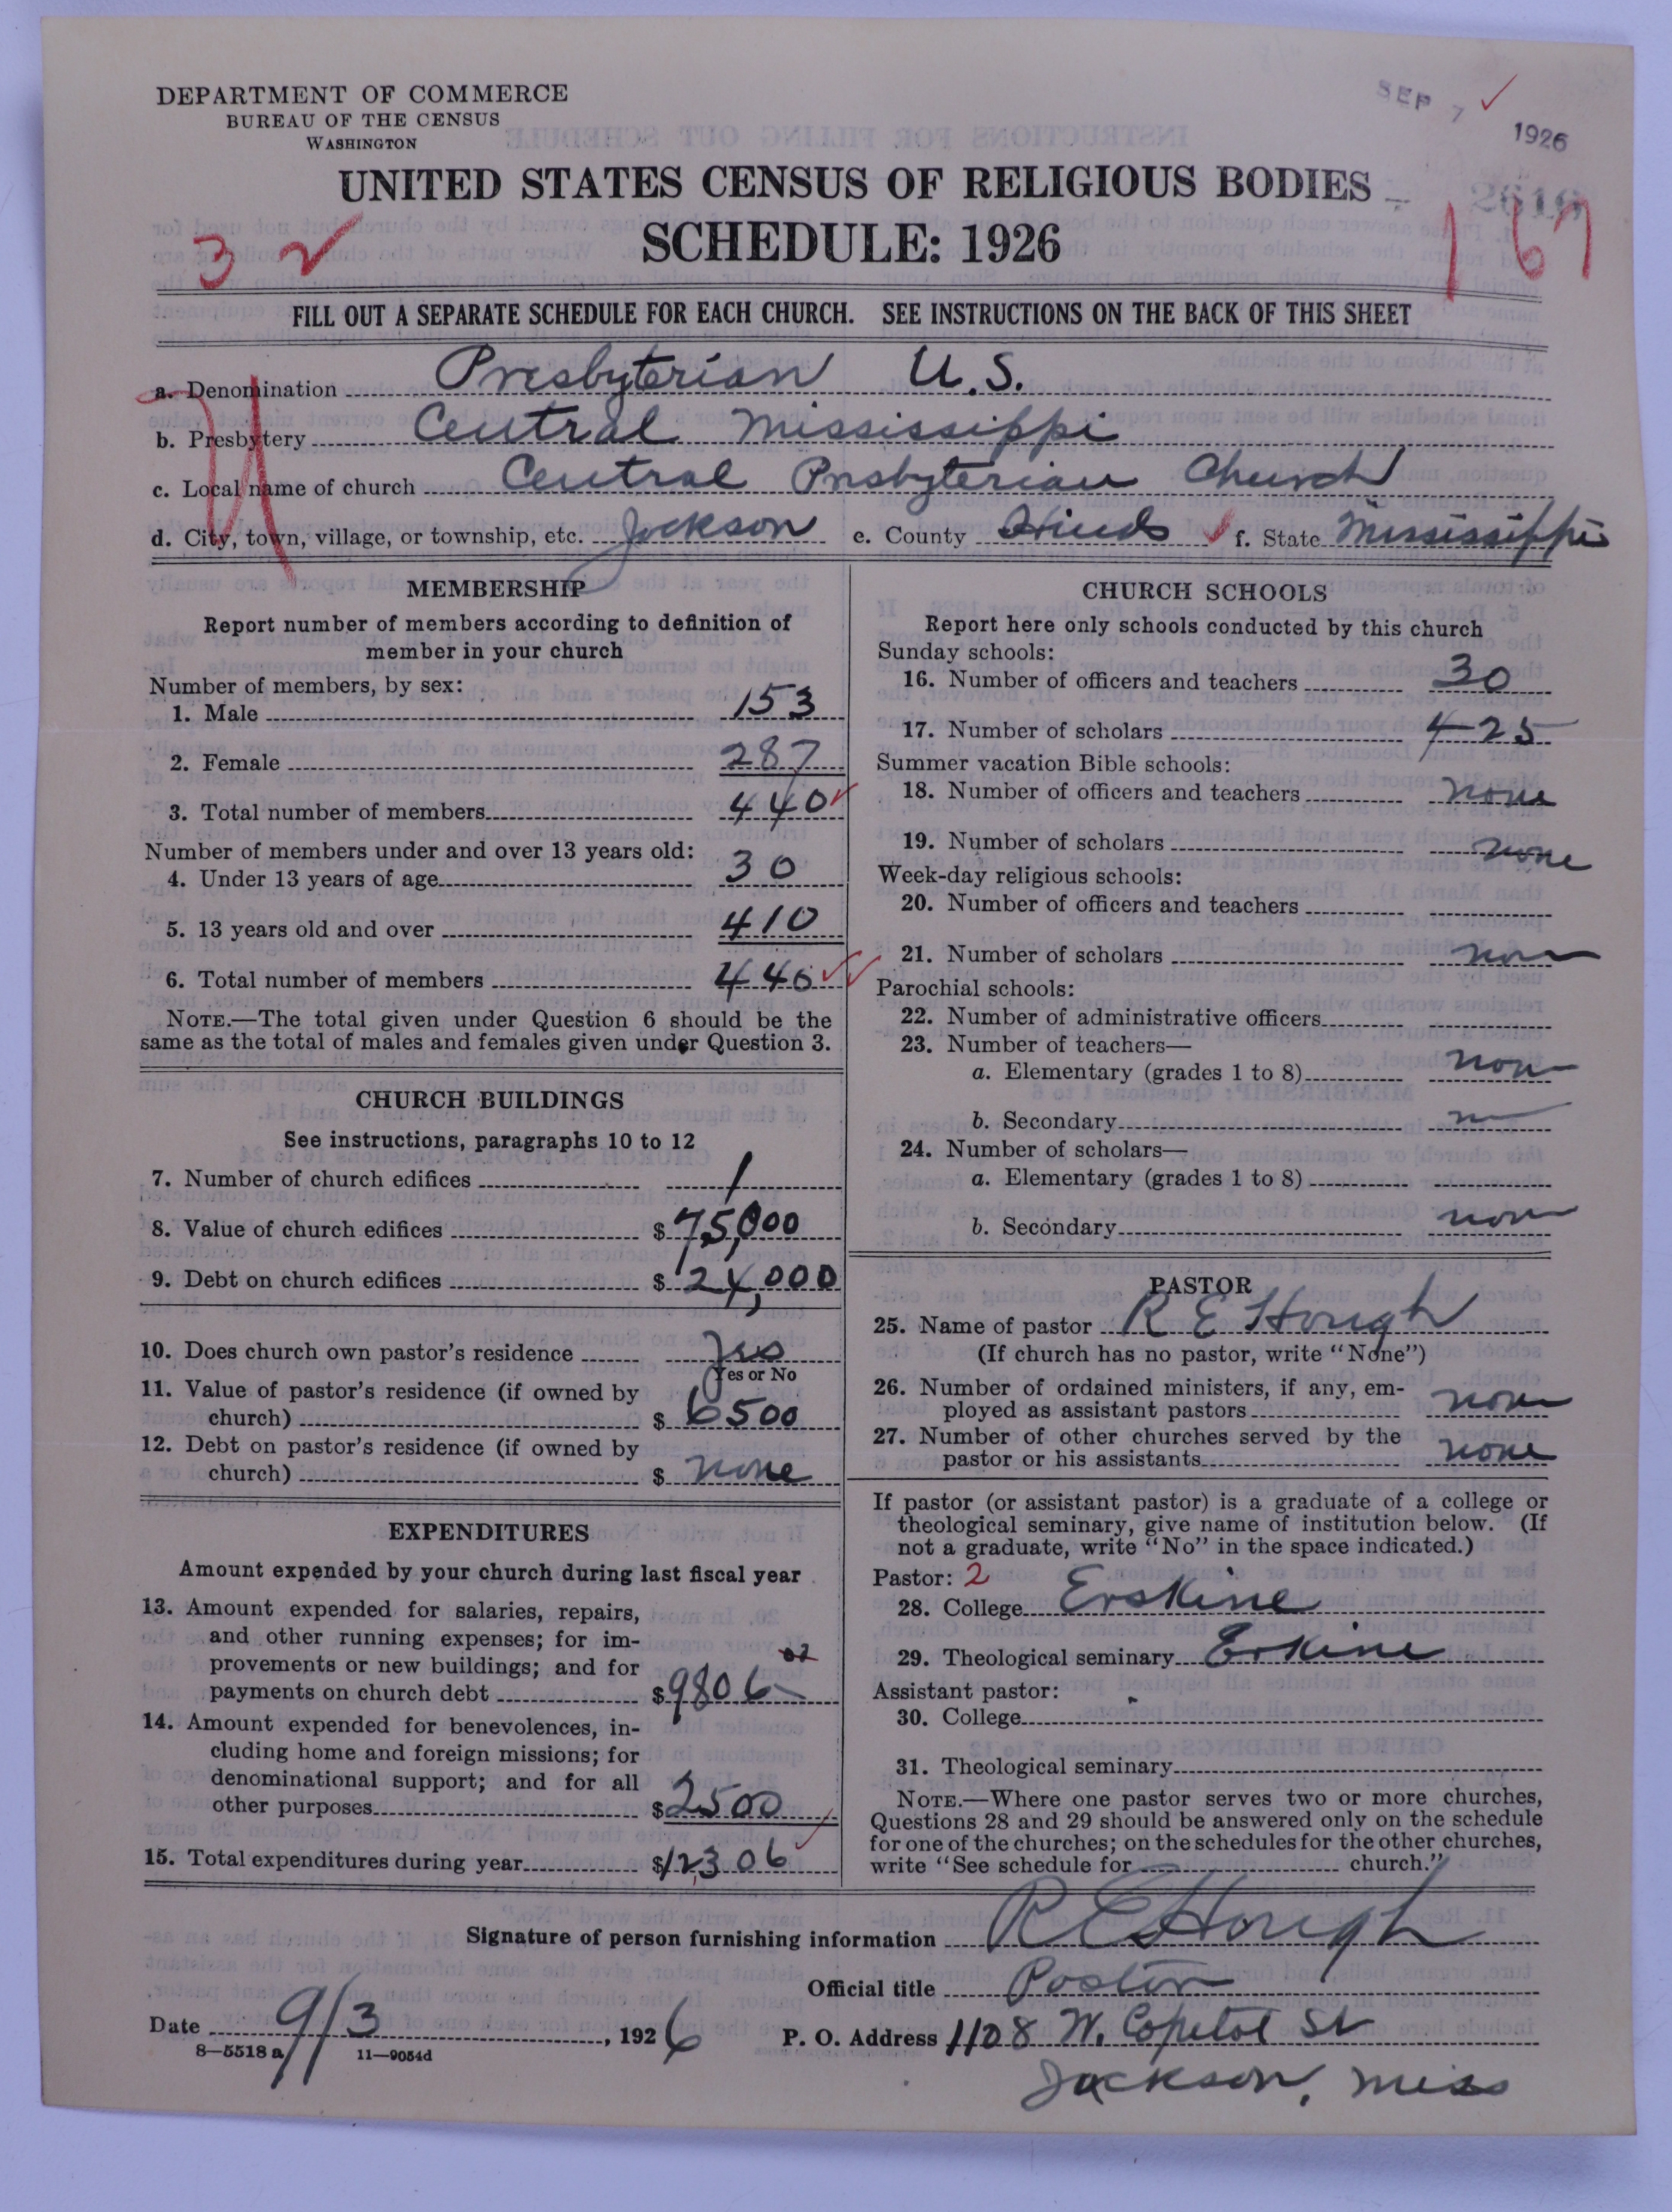 DEPARTMENT OF COMMERCE
BUREAU OF THE CENSUS
WASHINGTON
SEP 7 1926
UNITED STATES CENSUS OF RELIGIOUS BODIES
SCHEDULE: 1926
3
167
FILL OUT A SEPARATE SCHEDULE FOR EACH CHURCH. SEE INSTRUCTIONS ON THE BACK OF THIS SHEET
a. Denomination Presbyterian U.S.
b. Presbytery Central Mississippi
c. Local name of church Central Presbyterian Church
d. City, town, village, or township, etc. Jackson e. County Hinds f. State Mississippi
MEMBERSHIP
Report number of members according to definition of
member in your church
Number of members, by sex:
1. Male 153
2. Female 287
3. Total number of members 440
Number of members under and over 13 years old:
4. Under 13 years of age 30
5. 13 years old and over 410
6. Total number of members 440
NOTE.—The total given under Question 6 should be the
same as the total of males and females given under Question 3.
CHURCH BUILDINGS
See instructions, paragraphs 10 to 12
7. Number of church edifices 1
8. Value of church edifices $ 75,000
9. Debt on church edifices $ 24,000
10. Does church own pastor's residence Yes
Yes or No
11. Value of pastor's residence (if owned by
church) $ 6500
12. Debt on pastor's residence (if owned by
church) $ none
EXPENDITURES
Amount expended by your church during last fiscal year
13. Amount expended for salaries, repairs,
and other running expenses; for im-
provements or new buildings; and for
payments on church debt $ 9806
14. Amount expended for benevolences, in-
cluding home and foreign missions; for
denominational support; and for all
other purposes $ 2500
15. Total expenditures during year $ 12,306
CHURCH SCHOOLS
Report here only schools conducted by this church
Sunday schools:
16. Number of officers and teachers 30
17. Number of scholars 425
Summer vacation Bible schools:
18. Number of officers and teachers none
19. Number of scholars none
Week-day religious schools:
20. Number of officers and teachers
21. Number of scholars non
Parochial schools:
22. Number of administrative officers
23. Number of teachers—
a. Elementary (grades 1 to 8) non
b. Secondary n
24. Number of scholars—
a. Elementary (grades 1 to 8)
b. Secondary non
PASTOR
25. Name of pastor R E Hough
(If church has no pastor, write "None")
26. Number of ordained ministers, if any, em-
ployed as assistant pastors non
27. Number of other churches served by the
pastor or his assistants none
If pastor (or assistant pastor) is a graduate of a college or
theological seminary, give name of institution below. (If
not a graduate, write "No" in the space indicated.)
Pastor: 2
28. College Erskine
29. Theological seminary Erskine
Assistant pastor:
30. College
31. Theological seminary
NOTE.—Where one pastor serves two or more churches,
Questions 28 and 29 should be answered only on the schedule
for one of the churches; on the schedules for the other churches,
write "See schedule for church."
Signature of person furnishing information R E Hough
Official title Pastor
Date 9/3, 1926 P. O. Address 1108 W. Capitol St
8—5518 a 11—9054d
Jackson, Miss